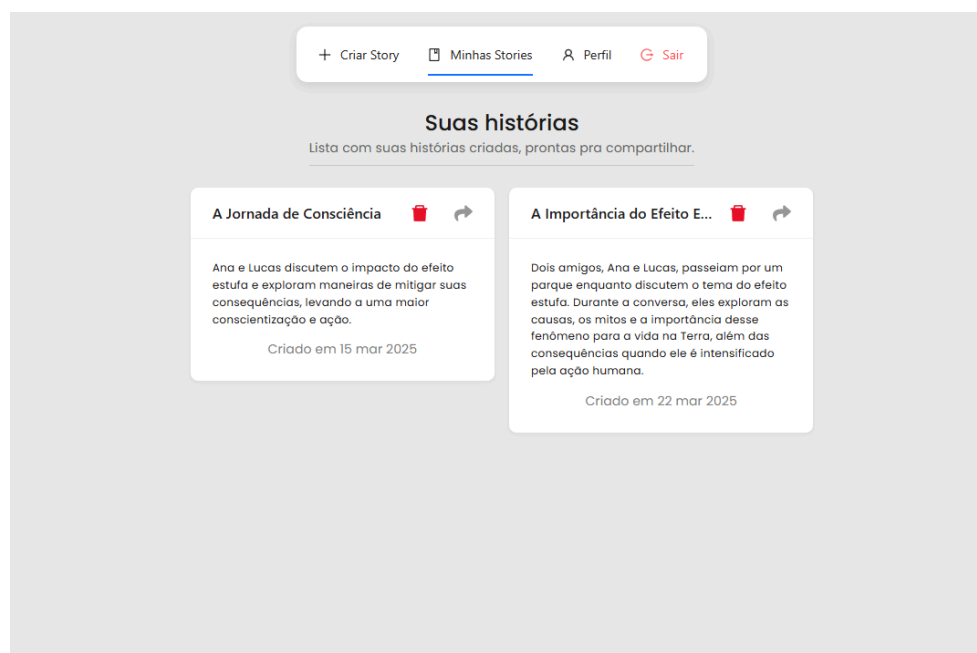 Criar Story Minhas Stories Perfil Sair
Suas histórias
Lista com suas histórias criadas, prontas pra compartilhar.
A Jornada de Consciência
Ana e Lucas discutem o impacto do efeito
estufa e exploram maneiras de mitigar suas
consequências, levando a uma maior
conscientização e ação.
Criado em 15 mar 2025
A Importância do Efeito E...
Dois amigos, Ana e Lucas, passeiam por um
parque enquanto discutem o tema do efeito
estufa. Durante a conversa, eles exploram as
causas, os mitos e a importância desse
fenômeno para a vida na Terra, além das
consequências quando ele é intensificado
pela ação humana.
Criado em 22 mar 2025